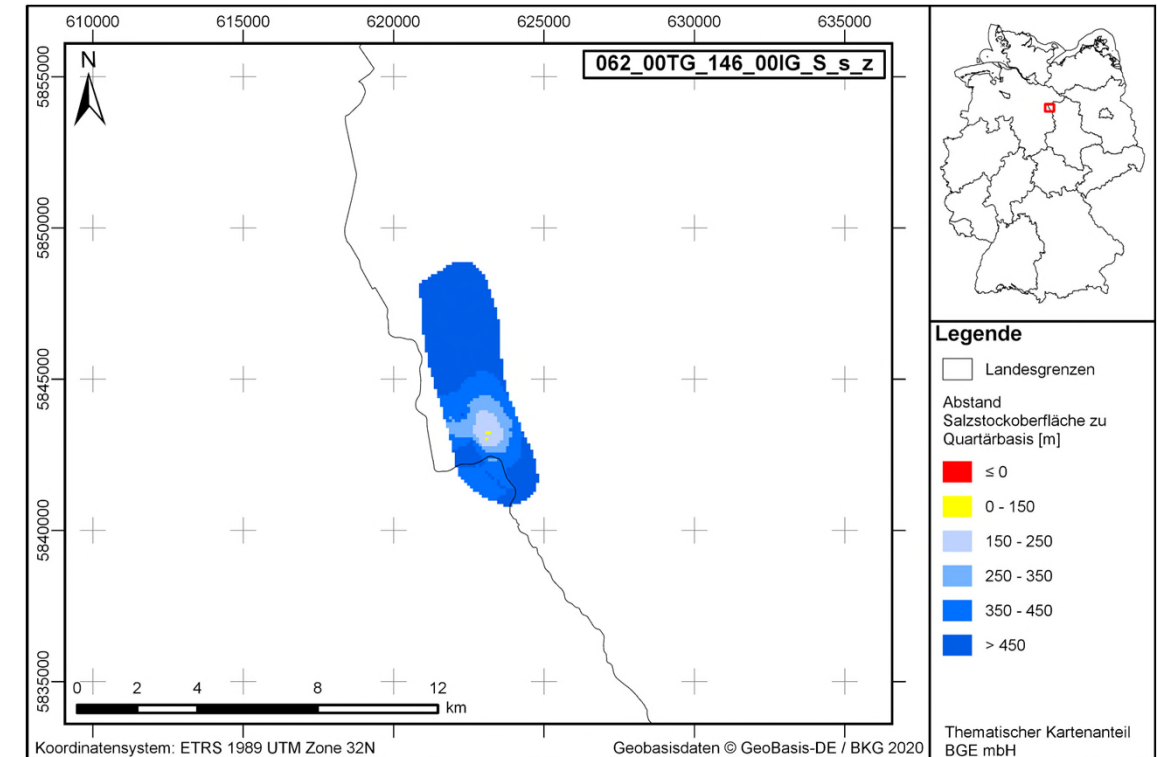 610000 615000 620000 625000 630000 635000
062_00TG_146_00IG_S_s_z
N
5855000
5850000
5845000
5840000
5835000
0 2 4 8 12
km
Koordinatensystem: ETRS 1989 UTM Zone 32N
Geobasisdaten © GeoBasis-DE / BKG 2020
Legende
Landesgrenzen
Abstand
Salzstockoberfläche zu
Quartärbasis [m]
≤ 0
0 - 150
150 - 250
250 - 350
350 - 450
> 450
Thematischer Kartenanteil
BGE mbH